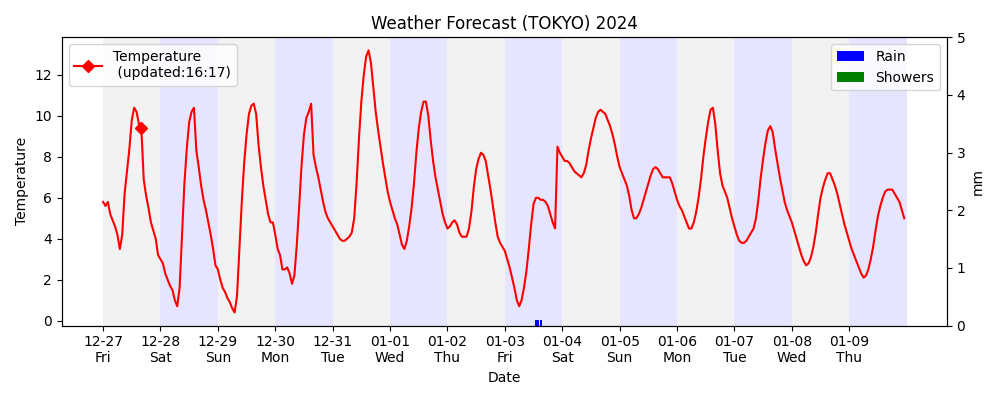 Weather Forecast (TOKYO) 2024
Temperature
(updated:16:17)
Rain
Showers
Temperature
12
10
8
6
4
2
0
5
4
3
2
1
0
mm
12-27 12-28 12-29 12-30 12-31 01-01 01-02 01-03 01-04 01-05 01-06 01-07 01-08 01-09
Fri Sat Sun Mon Tue Wed Thu Fri Sat Sun Mon Tue Wed Thu
Date